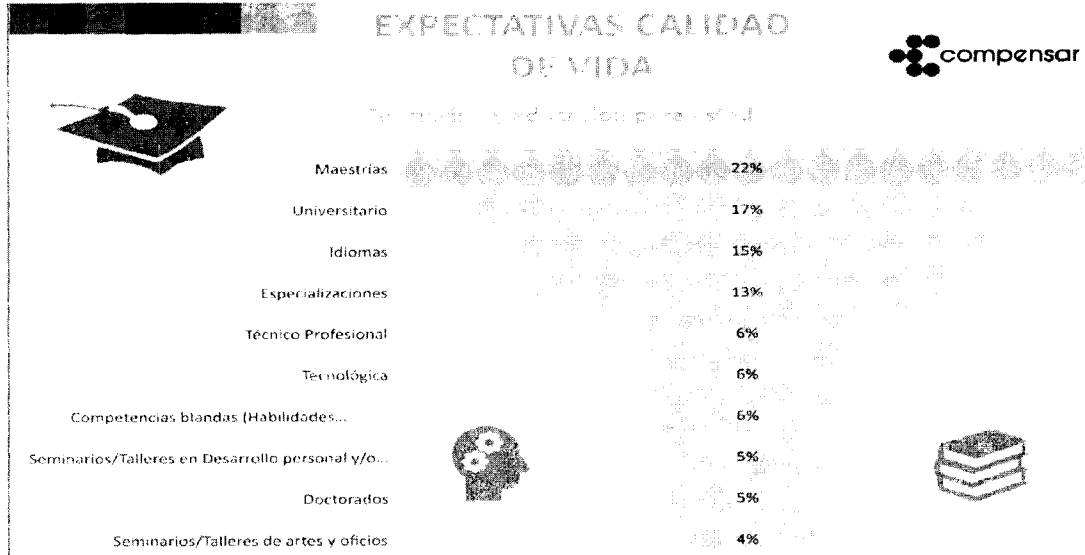 EXPECTATIVAS CALIDAD
DE VIDA
compensar
Maestrías 22%
Universitario 17%
Idiomas 15%
Especializaciones 13%
Técnico Profesional 6%
Tecnológica 6%
Competencias blandas (Habilidades... 6%
Seminarios/Talleres en Desarrollo personal y/o... 5%
Doctorados 5%
Seminarios/Talleres de artes y oficios 4%